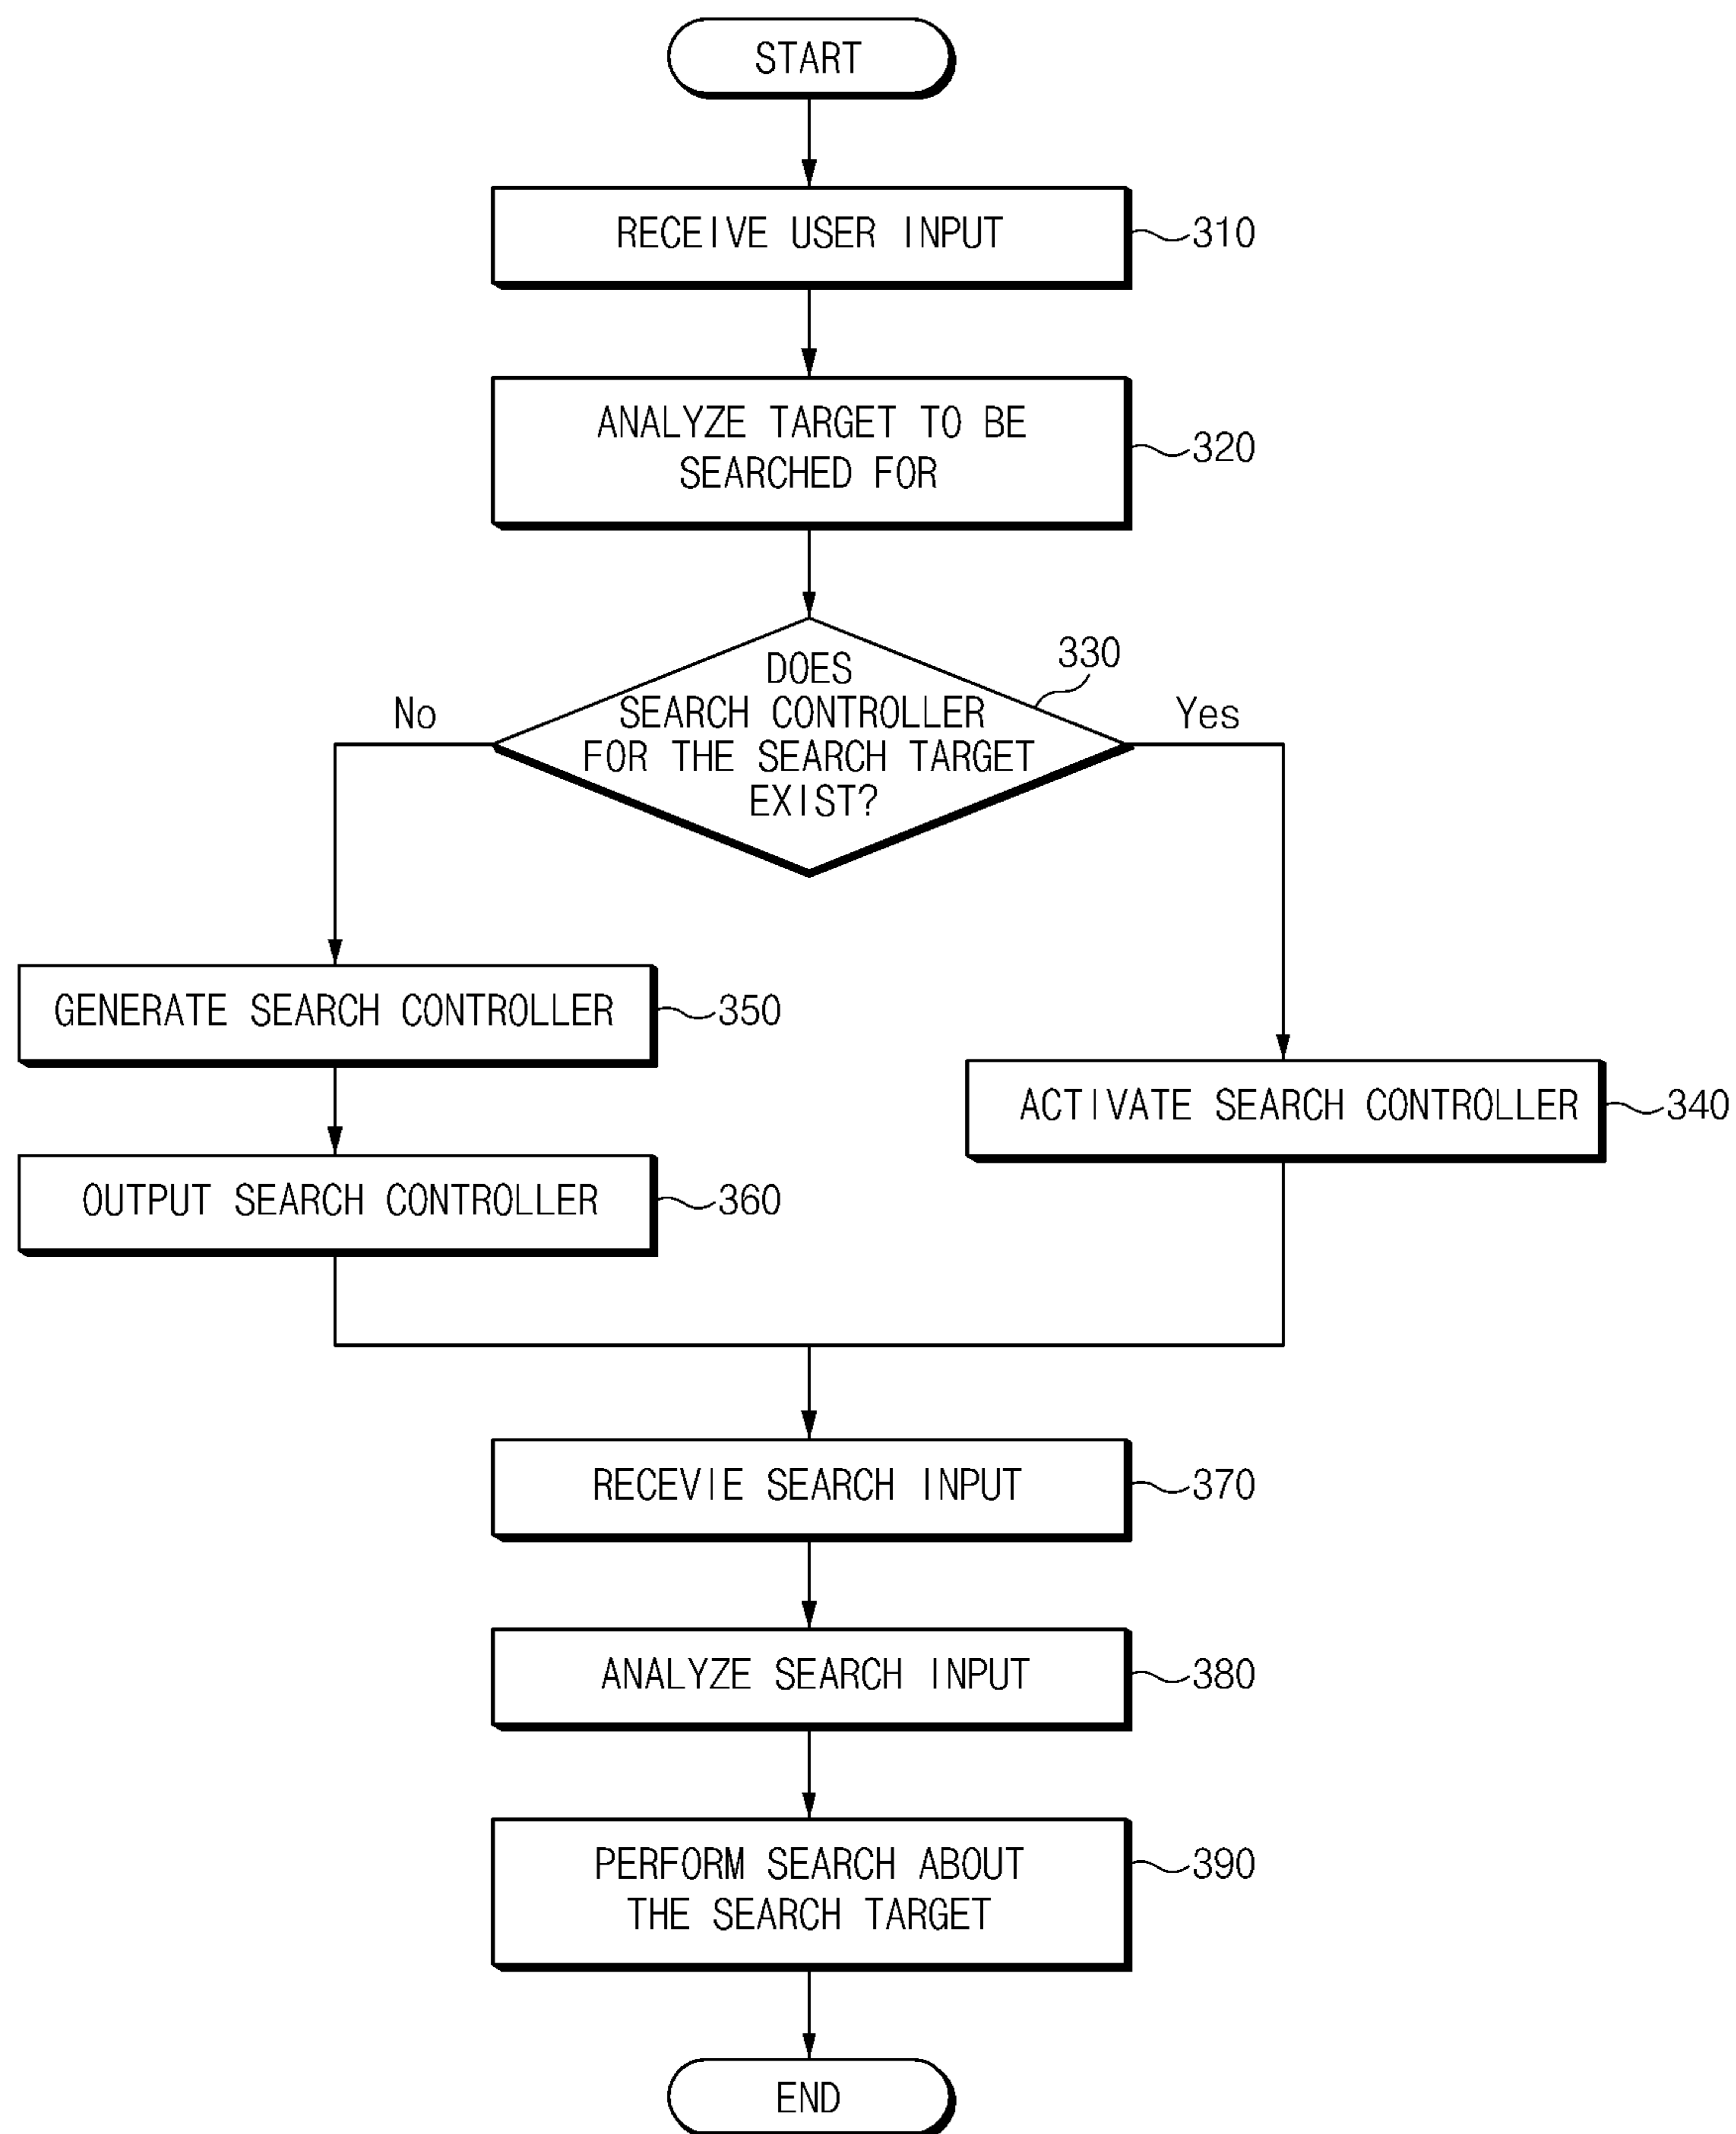 START
RECEIVE USER INPUT
310
ANALYZE TARGET TO BE
SEARCHED FOR
320
DOES
SEARCH CONTROLLER
FOR THE SEARCH TARGET
EXIST?
330
No
Yes
GENERATE SEARCH CONTROLLER
350
ACTIVATE SEARCH CONTROLLER
340
OUTPUT SEARCH CONTROLLER
360
RECEVIE SEARCH INPUT
370
ANALYZE SEARCH INPUT
380
PERFORM SEARCH ABOUT
THE SEARCH TARGET
390
END